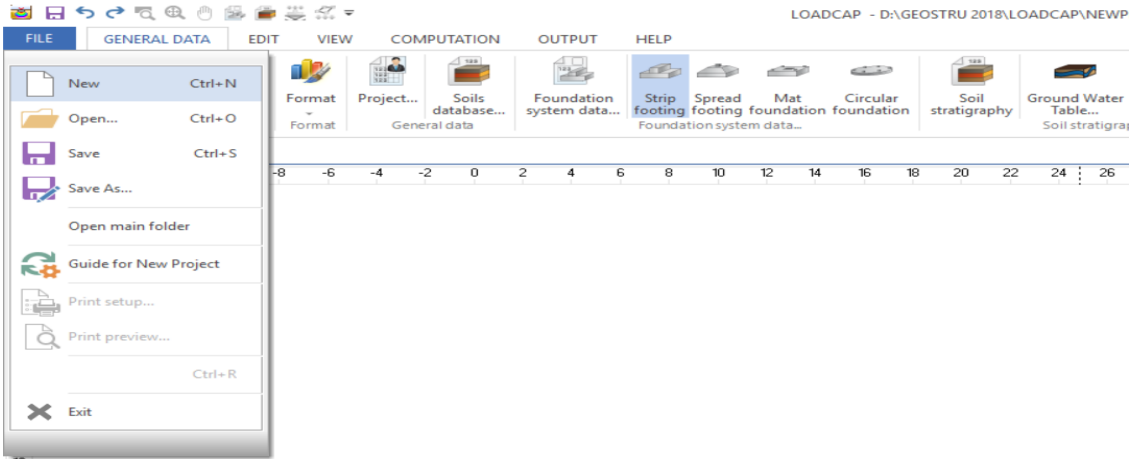 LOADCAP - D:\GEOSTRU 2018\LOADCAP\NEWP
FILE GENERAL DATA EDIT VIEW COMPUTATION OUTPUT HELP
New Ctrl+N
Open... Ctrl+O
Save Ctrl+S
Save As...
Open main folder
Guide for New Project
Print setup...
Print preview...
Ctrl+R
Exit
Format Project... Soils Foundation Strip Spread Mat Circular Soil Ground Water
database... system data... footing footing foundation foundation stratigraphy Table...
Format General data Foundation system data... Soil stratigra
-8 -6 -4 -2 0 2 4 6 8 10 12 14 16 18 20 22 24 26